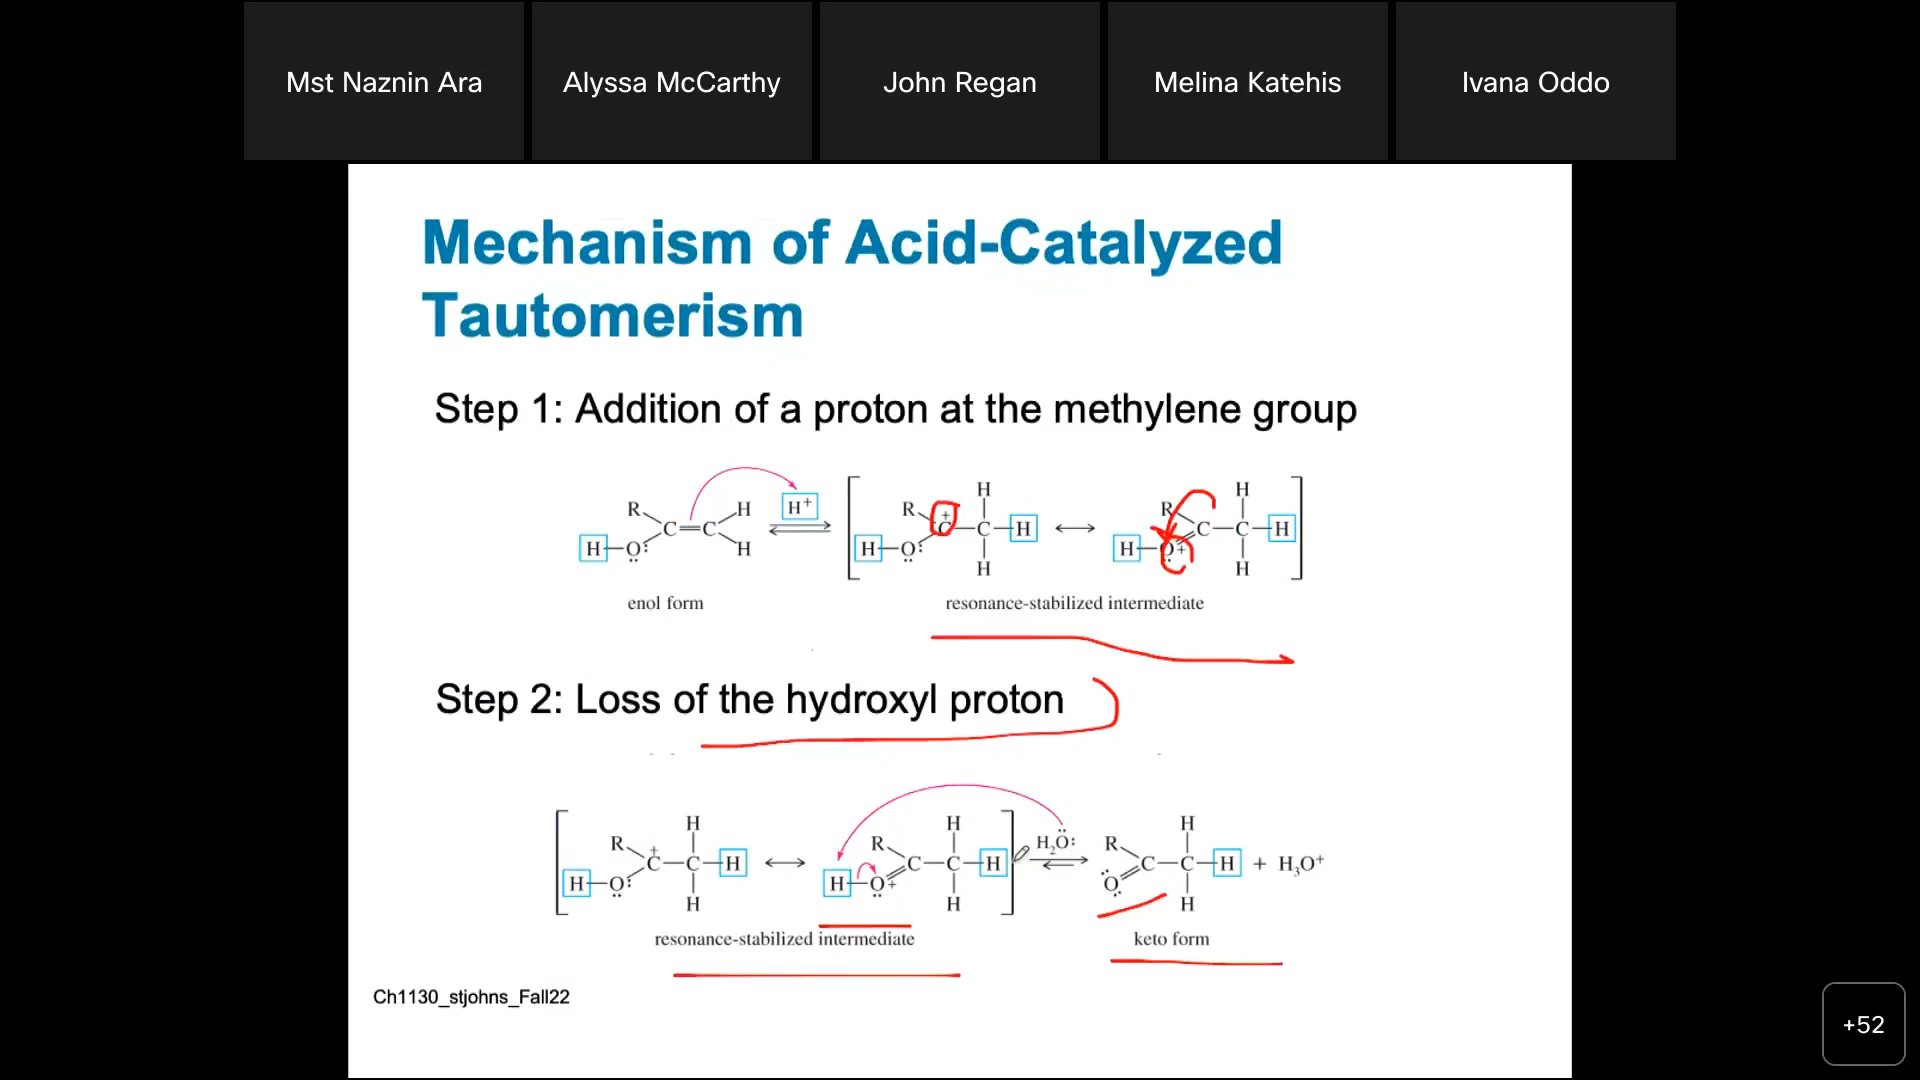 Mst Naznin Ara
Alyssa McCarthy
John Regan
Melina Katehis
Ivana Oddo
Mechanism of Acid-Catalyzed
Tautomerism
Step 1: Addition of a proton at the methylene group
R H H⁺ R C⁺ H R H
C=C C–C–H ↔ C–C–H
H–O: H H–O: H H–O⁺ H
enol form
resonance-stabilized intermediate
Step 2: Loss of the hydroxyl proton
R + H R H H₂O: R H
C–C–H ↔ C–C–H C–C–H + H₃O⁺
H–O: H H–O+ H O H
resonance-stabilized intermediate
keto form
Ch1130_stjohns_Fall22
+52